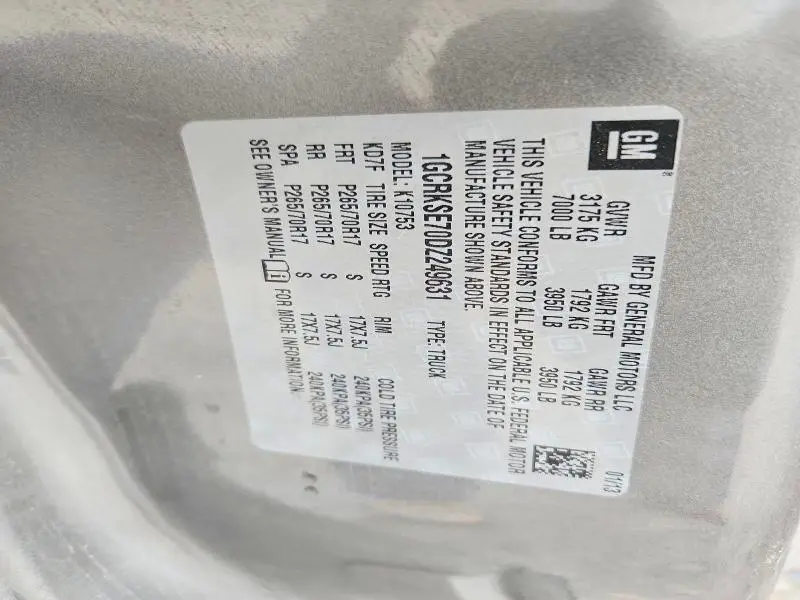 GM
MFD BY GENERAL MOTORS LLC 01/13
GVWR GAWR FRT GAWR RR
3175 KG 1792 KG 1792 KG
7000 LB 3950 LB 3950 LB
THIS VEHICLE CONFORMS TO ALL APPLICABLE U.S. FEDERAL MOTOR
VEHICLE SAFETY STANDARDS IN EFFECT ON THE DATE OF
MANUFACTURE SHOWN ABOVE.
1GCRKSE70DZ249631 TYPE: TRUCK
MODEL: K10753
KD7F TIRE SIZE SPEED RTG RIM COLD TIRE PRESSURE
FRT P265/70R17 S 17X7.5J 240KPA(35PSI)
RR P265/70R17 S 17X7.5J 240KPA(35PSI)
SPA P265/70R17 S 17X7.5J 240KPA(35PSI)
SEE OWNER'S MANUAL FOR MORE INFORMATION